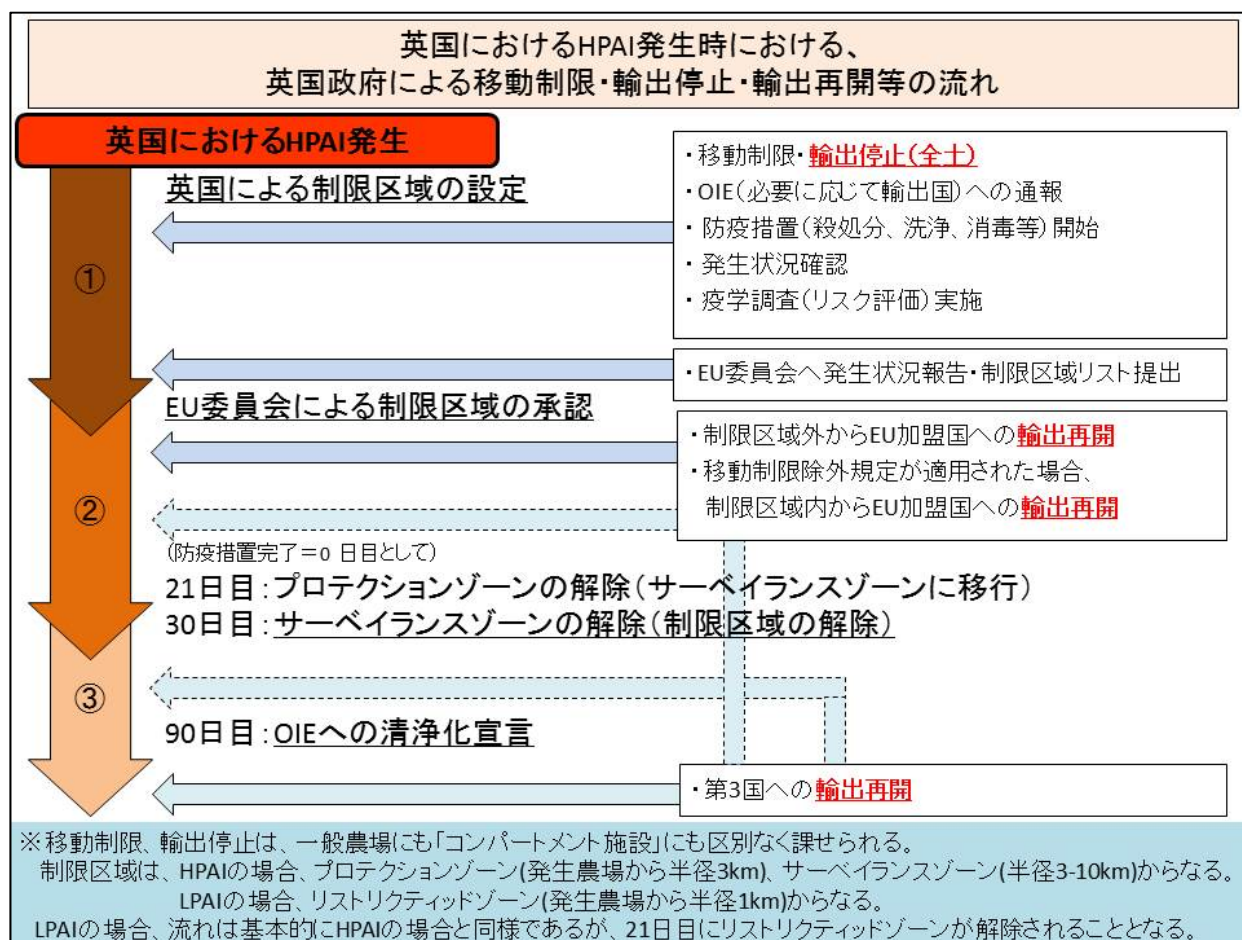 英国におけるHPAI発生時における、
英国政府による移動制限・輸出停止・輸出再開等の流れ
英国におけるHPAI発生
英国による制限区域の設定
・移動制限・輸出停止(全土)
・OIE(必要に応じて輸出国)への通報
・防疫措置(殺処分、洗浄、消毒等)開始
・発生状況確認
・疫学調査(リスク評価)実施
①
・EU委員会へ発生状況報告・制限区域リスト提出
EU委員会による制限区域の承認
・制限区域外からEU加盟国への輸出再開
・移動制限除外規定が適用された場合、
制限区域内からEU加盟国への輸出再開
②
(防疫措置完了=0 日目として)
21日目:プロテクションゾーンの解除(サーベイランスゾーンに移行)
30日目:サーベイランスゾーンの解除(制限区域の解除)
③
90日目:OIEへの清浄化宣言
・第3国への輸出再開
※移動制限、輸出停止は、一般農場にも「コンパートメント施設」にも区別なく課せられる。
制限区域は、HPAIの場合、プロテクションゾーン(発生農場から半径3km)、サーベイランスゾーン(半径3-10km)からなる。
LPAIの場合、リストリクティッドゾーン(発生農場から半径1km)からなる。
LPAIの場合、流れは基本的にHPAIの場合と同様であるが、21日目にリストリクティッドゾーンが解除されることとなる。